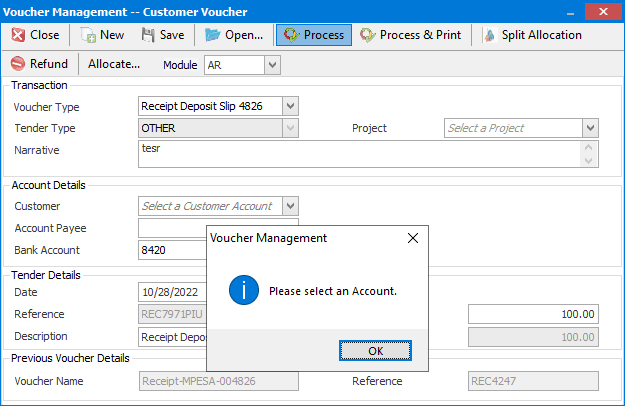 Voucher Management -- Customer Voucher
Close New Save Open... Process Process & Print Split Allocation
Refund Allocate... Module AR
Transaction
Voucher Type Receipt Deposit Slip 4826
Tender Type OTHER Project Select a Project
Narrative tesr
Account Details
Customer Select a Customer Account
Account Payee
Bank Account 8420
Voucher Management
Please select an Account.
OK
Tender Details
Date 10/28/2022
Reference REC7971PIU 100.00
Description Receipt Depo 100.00
Previous Voucher Details
Voucher Name Receipt-MPESA-004826 Reference REC4247